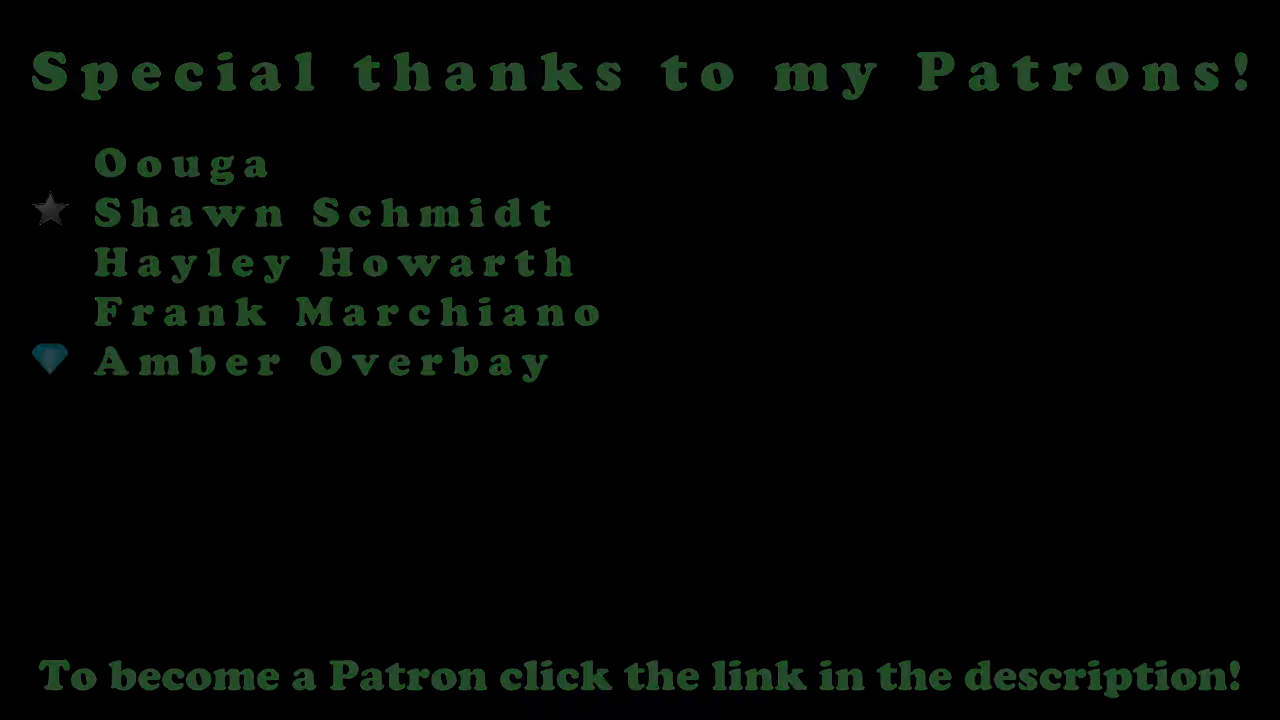 Special thanks to my Patrons!
Oouga
Shawn Schmidt
Hayley Howarth
Frank Marchiano
Amber Overbay
To become a Patron click the link in the description!